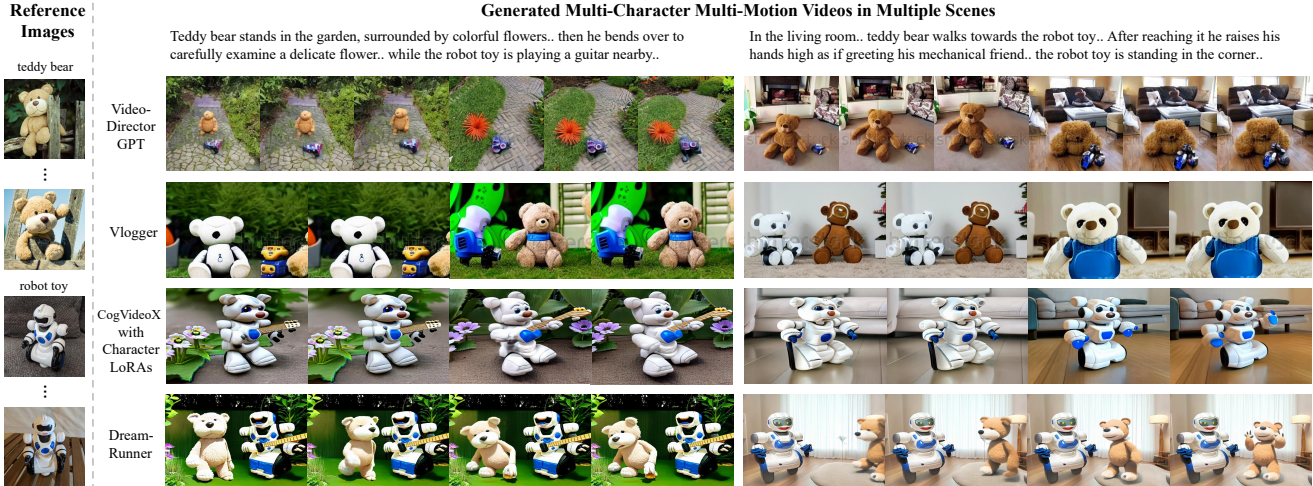 Reference
Images
Generated Multi-Character Multi-Motion Videos in Multiple Scenes
Teddy bear stands in the garden, surrounded by colorful flowers.. then he bends over to
carefully examine a delicate flower.. while the robot toy is playing a guitar nearby..
In the living room.. teddy bear walks towards the robot toy.. After reaching it he raises his
hands high as if greeting his mechanical friend.. the robot toy is standing in the corner..
teddy bear
⋮
robot toy
⋮
Video-
Director
GPT
Vlogger
CogVideoX
with
Character
LoRAs
Dream-
Runner